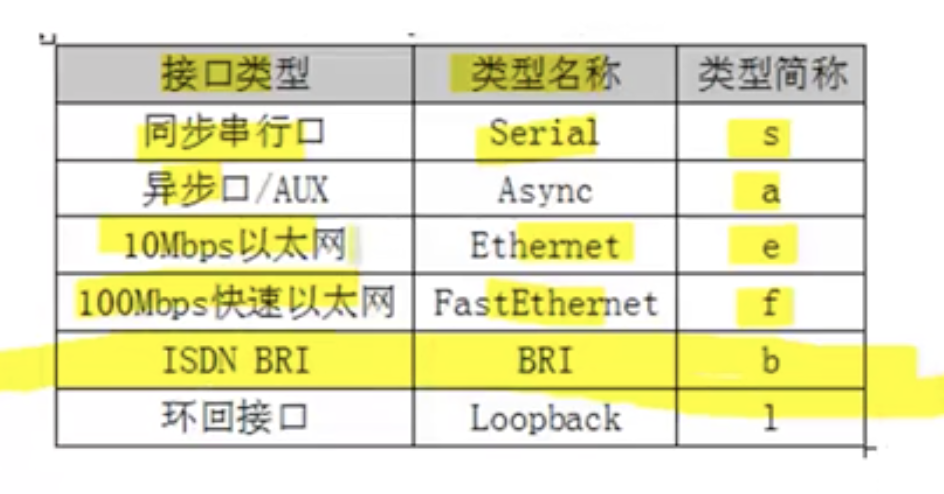 接口类型 类型名称 类型简称
同步串行口 Serial s
异步口/AUX Async a
10Mbps以太网 Ethernet e
100Mbps快速以太网 FastEthernet f
ISDN BRI BRI b
环回接口 Loopback l